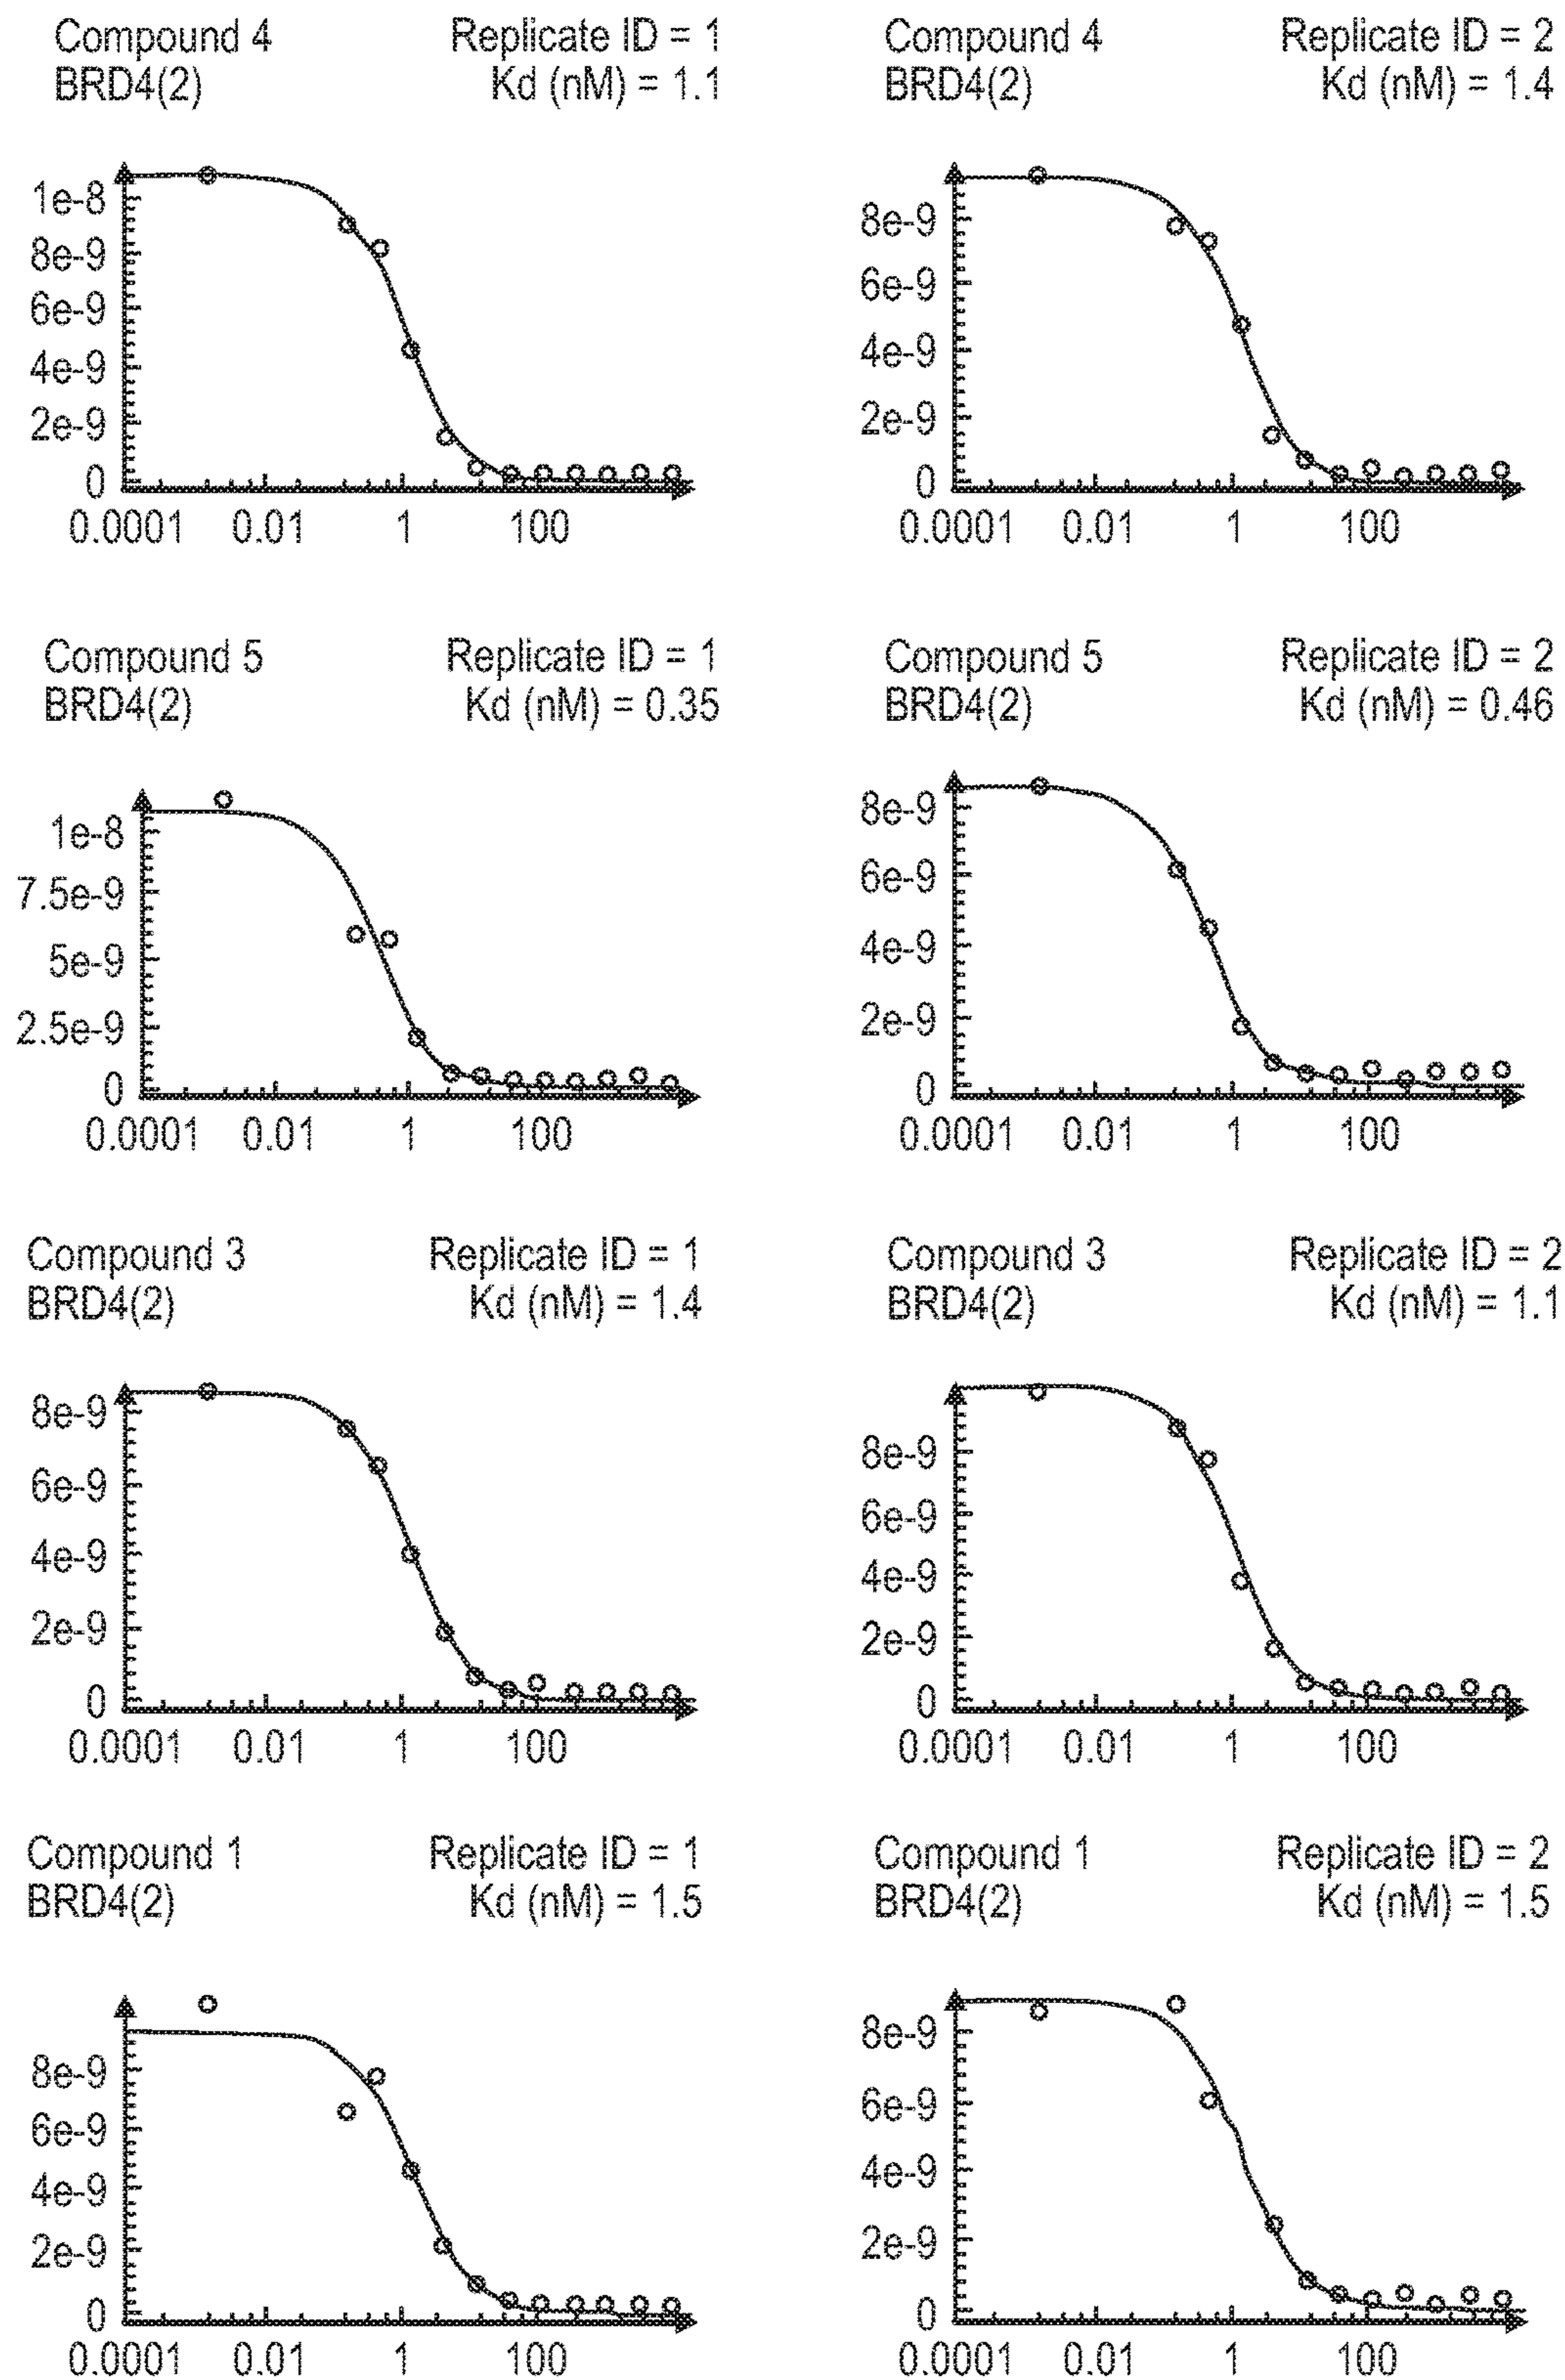 Compound 4 Replicate ID = 1
BRD4(2) Kd (nM) = 1.1
1e-8
8e-9
6e-9
4e-9
2e-9
0
0.0001 0.01 1 100
Compound 4 Replicate ID = 2
BRD4(2) Kd (nM) = 1.4
8e-9
6e-9
4e-9
2e-9
0
0.0001 0.01 1 100
Compound 5 Replicate ID = 1
BRD4(2) Kd (nM) = 0.35
1e-8
7.5e-9
5e-9
2.5e-9
0
0.0001 0.01 1 100
Compound 5 Replicate ID = 2
BRD4(2) Kd (nM) = 0.46
8e-9
6e-9
4e-9
2e-9
0
0.0001 0.01 1 100
Compound 3 Replicate ID = 1
BRD4(2) Kd (nM) = 1.4
8e-9
6e-9
4e-9
2e-9
0
0.0001 0.01 1 100
Compound 3 Replicate ID = 2
BRD4(2) Kd (nM) = 1.1
8e-9
6e-9
4e-9
2e-9
0
0.0001 0.01 1 100
Compound 1 Replicate ID = 1
BRD4(2) Kd (nM) = 1.5
8e-9
6e-9
4e-9
2e-9
0
0.0001 0.01 1 100
Compound 1 Replicate ID = 2
BRD4(2) Kd (nM) = 1.5
8e-9
6e-9
4e-9
2e-9
0
0.0001 0.01 1 100